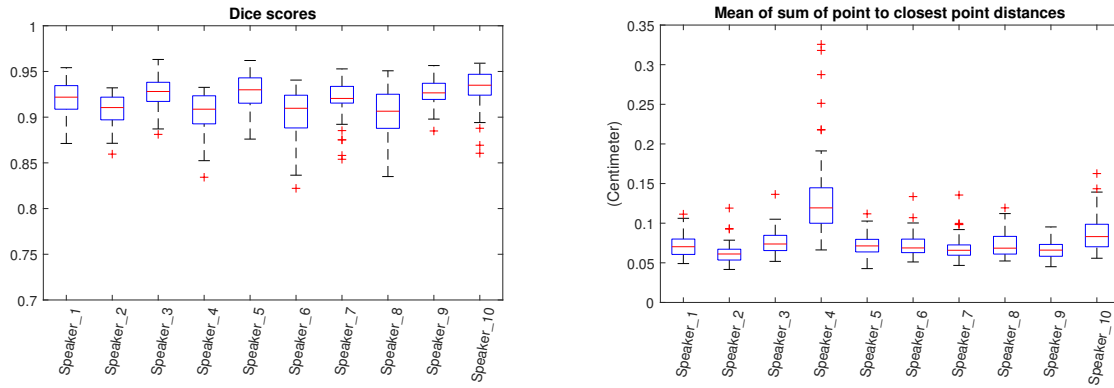 Dice scores
1
0.95
0.9
0.85
0.8
0.75
0.7
Speaker_1
Speaker_2
Speaker_3
Speaker_4
Speaker_5
Speaker_6
Speaker_7
Speaker_8
Speaker_9
Speaker_10
Mean of sum of point to closest point distances
(Centimeter)
0.35
0.3
0.25
0.2
0.15
0.1
0.05
0
Speaker_1
Speaker_2
Speaker_3
Speaker_4
Speaker_5
Speaker_6
Speaker_7
Speaker_8
Speaker_9
Speaker_10